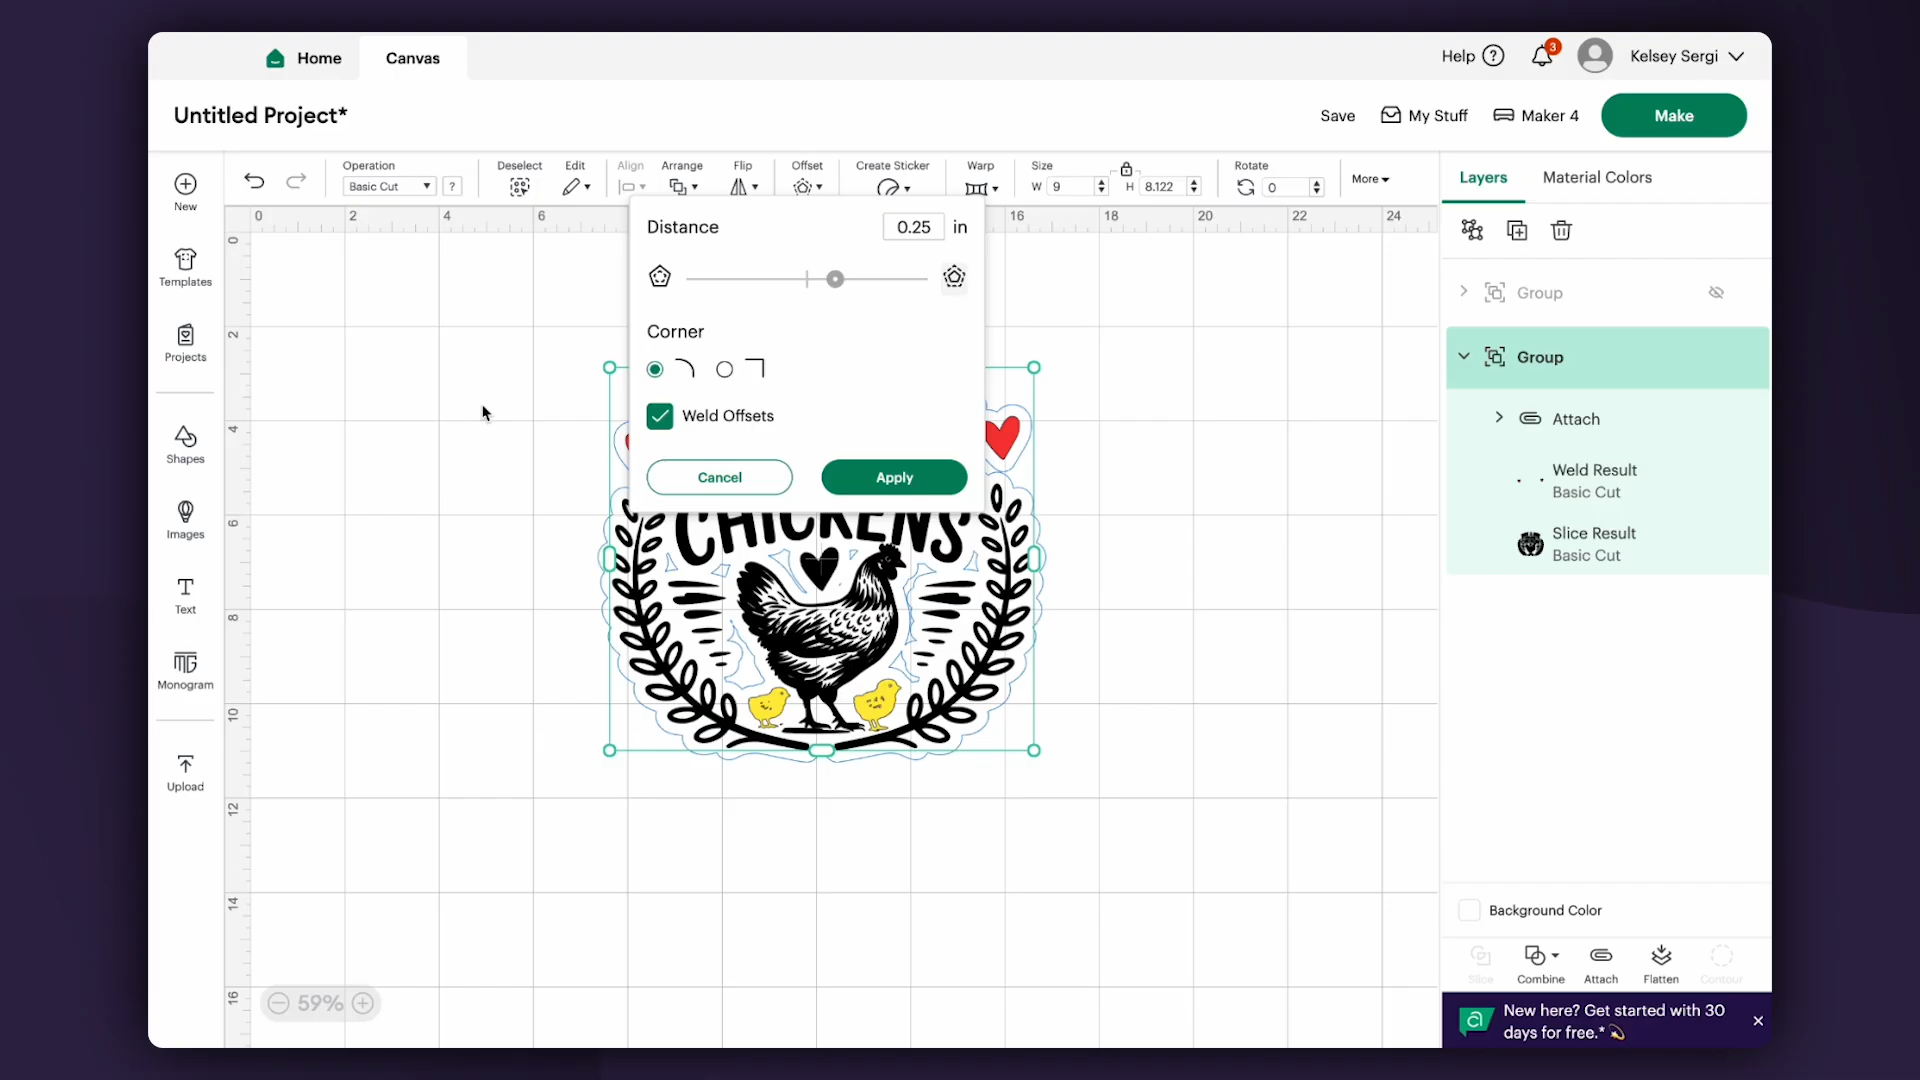 Home
Canvas
Help ?
3
Kelsey Sergi
Untitled Project*
Save
My Stuff
Maker 4
Make
Operation
Basic Cut
?
Deselect
Edit
Align
Arrange
Flip
Offset
Create Sticker
Warp
Size
W 9
H 8.122
Rotate
0
More
New
Templates
Projects
Shapes
Images
Text
Monogram
Upload
0 2 4 6 16 18 20 22 24
0
2
4
6
8
10
12
14
16
Distance
0.25 in
Corner
Weld Offsets
Cancel
Apply
CHICKENS
59%
Layers
Material Colors
Group
Group
Attach
Weld Result
Basic Cut
Slice Result
Basic Cut
Background Color
Slice
Combine
Attach
Flatten
Contour
New here? Get started with 30
days for free.*